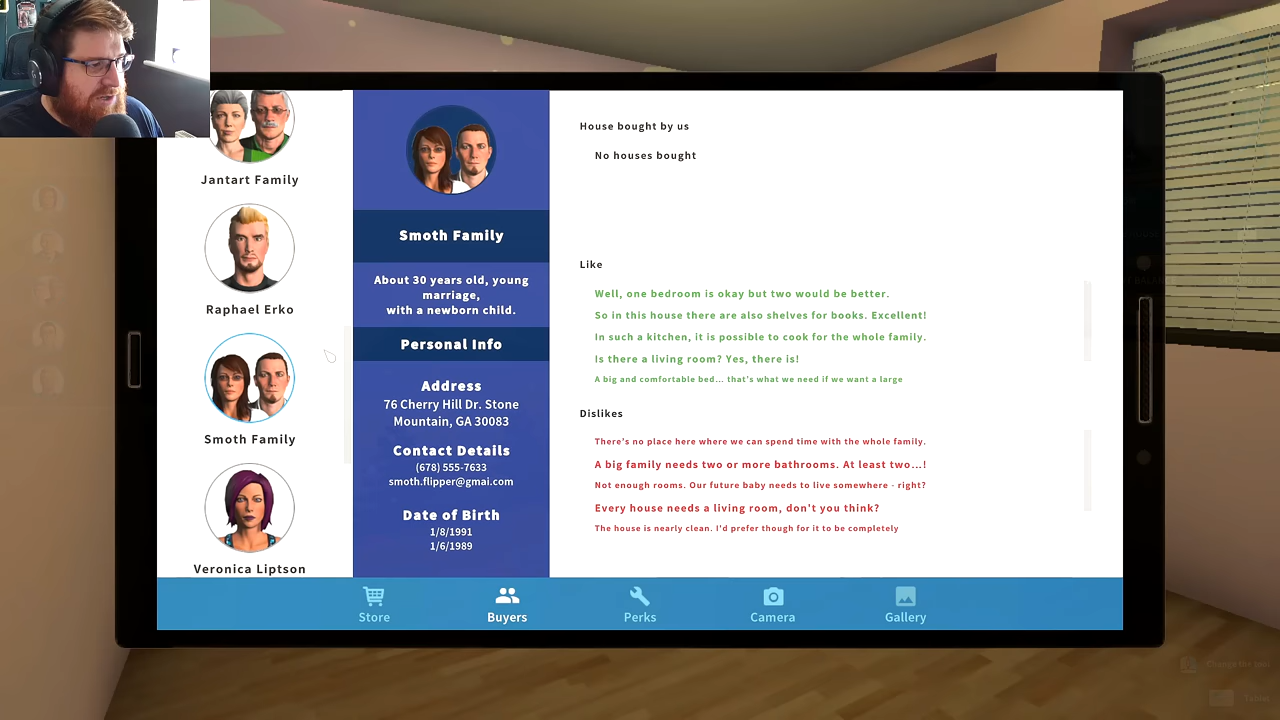 Jantart Family
Raphael Erko
Smoth Family
Veronica Liptson
Smoth Family
About 30 years old, young
marriage,
with a newborn child.
Personal Info
Address
76 Cherry Hill Dr. Stone
Mountain, GA 30083
Contact Details
(678) 555-7633
smoth.flipper@gmai.com
Date of Birth
1/8/1991
1/6/1989
House bought by us
No houses bought
Like
Well, one bedroom is okay but two would be better.
So in this house there are also shelves for books. Excellent!
In such a kitchen, it is possible to cook for the whole family.
Is there a living room? Yes, there is!
A big and comfortable bed... that's what we need if we want a large
Dislikes
There's no place here where we can spend time with the whole family.
A big family needs two or more bathrooms. At least two...!
Not enough rooms. Our future baby needs to live somewhere - right?
Every house needs a living room, don't you think?
The house is nearly clean. I'd prefer though for it to be completely
Store
Buyers
Perks
Camera
Gallery
Tablet